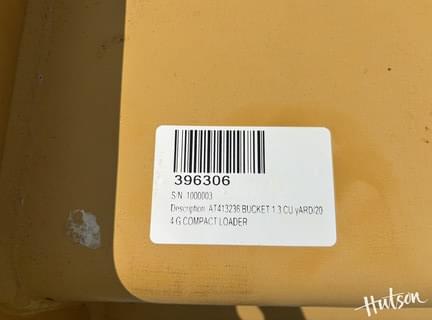 396306
S/N: 1000003
Description: AT413236 BUCKET 1.3 CU yARD/20
4 G COMPACT LOADER
Hutson